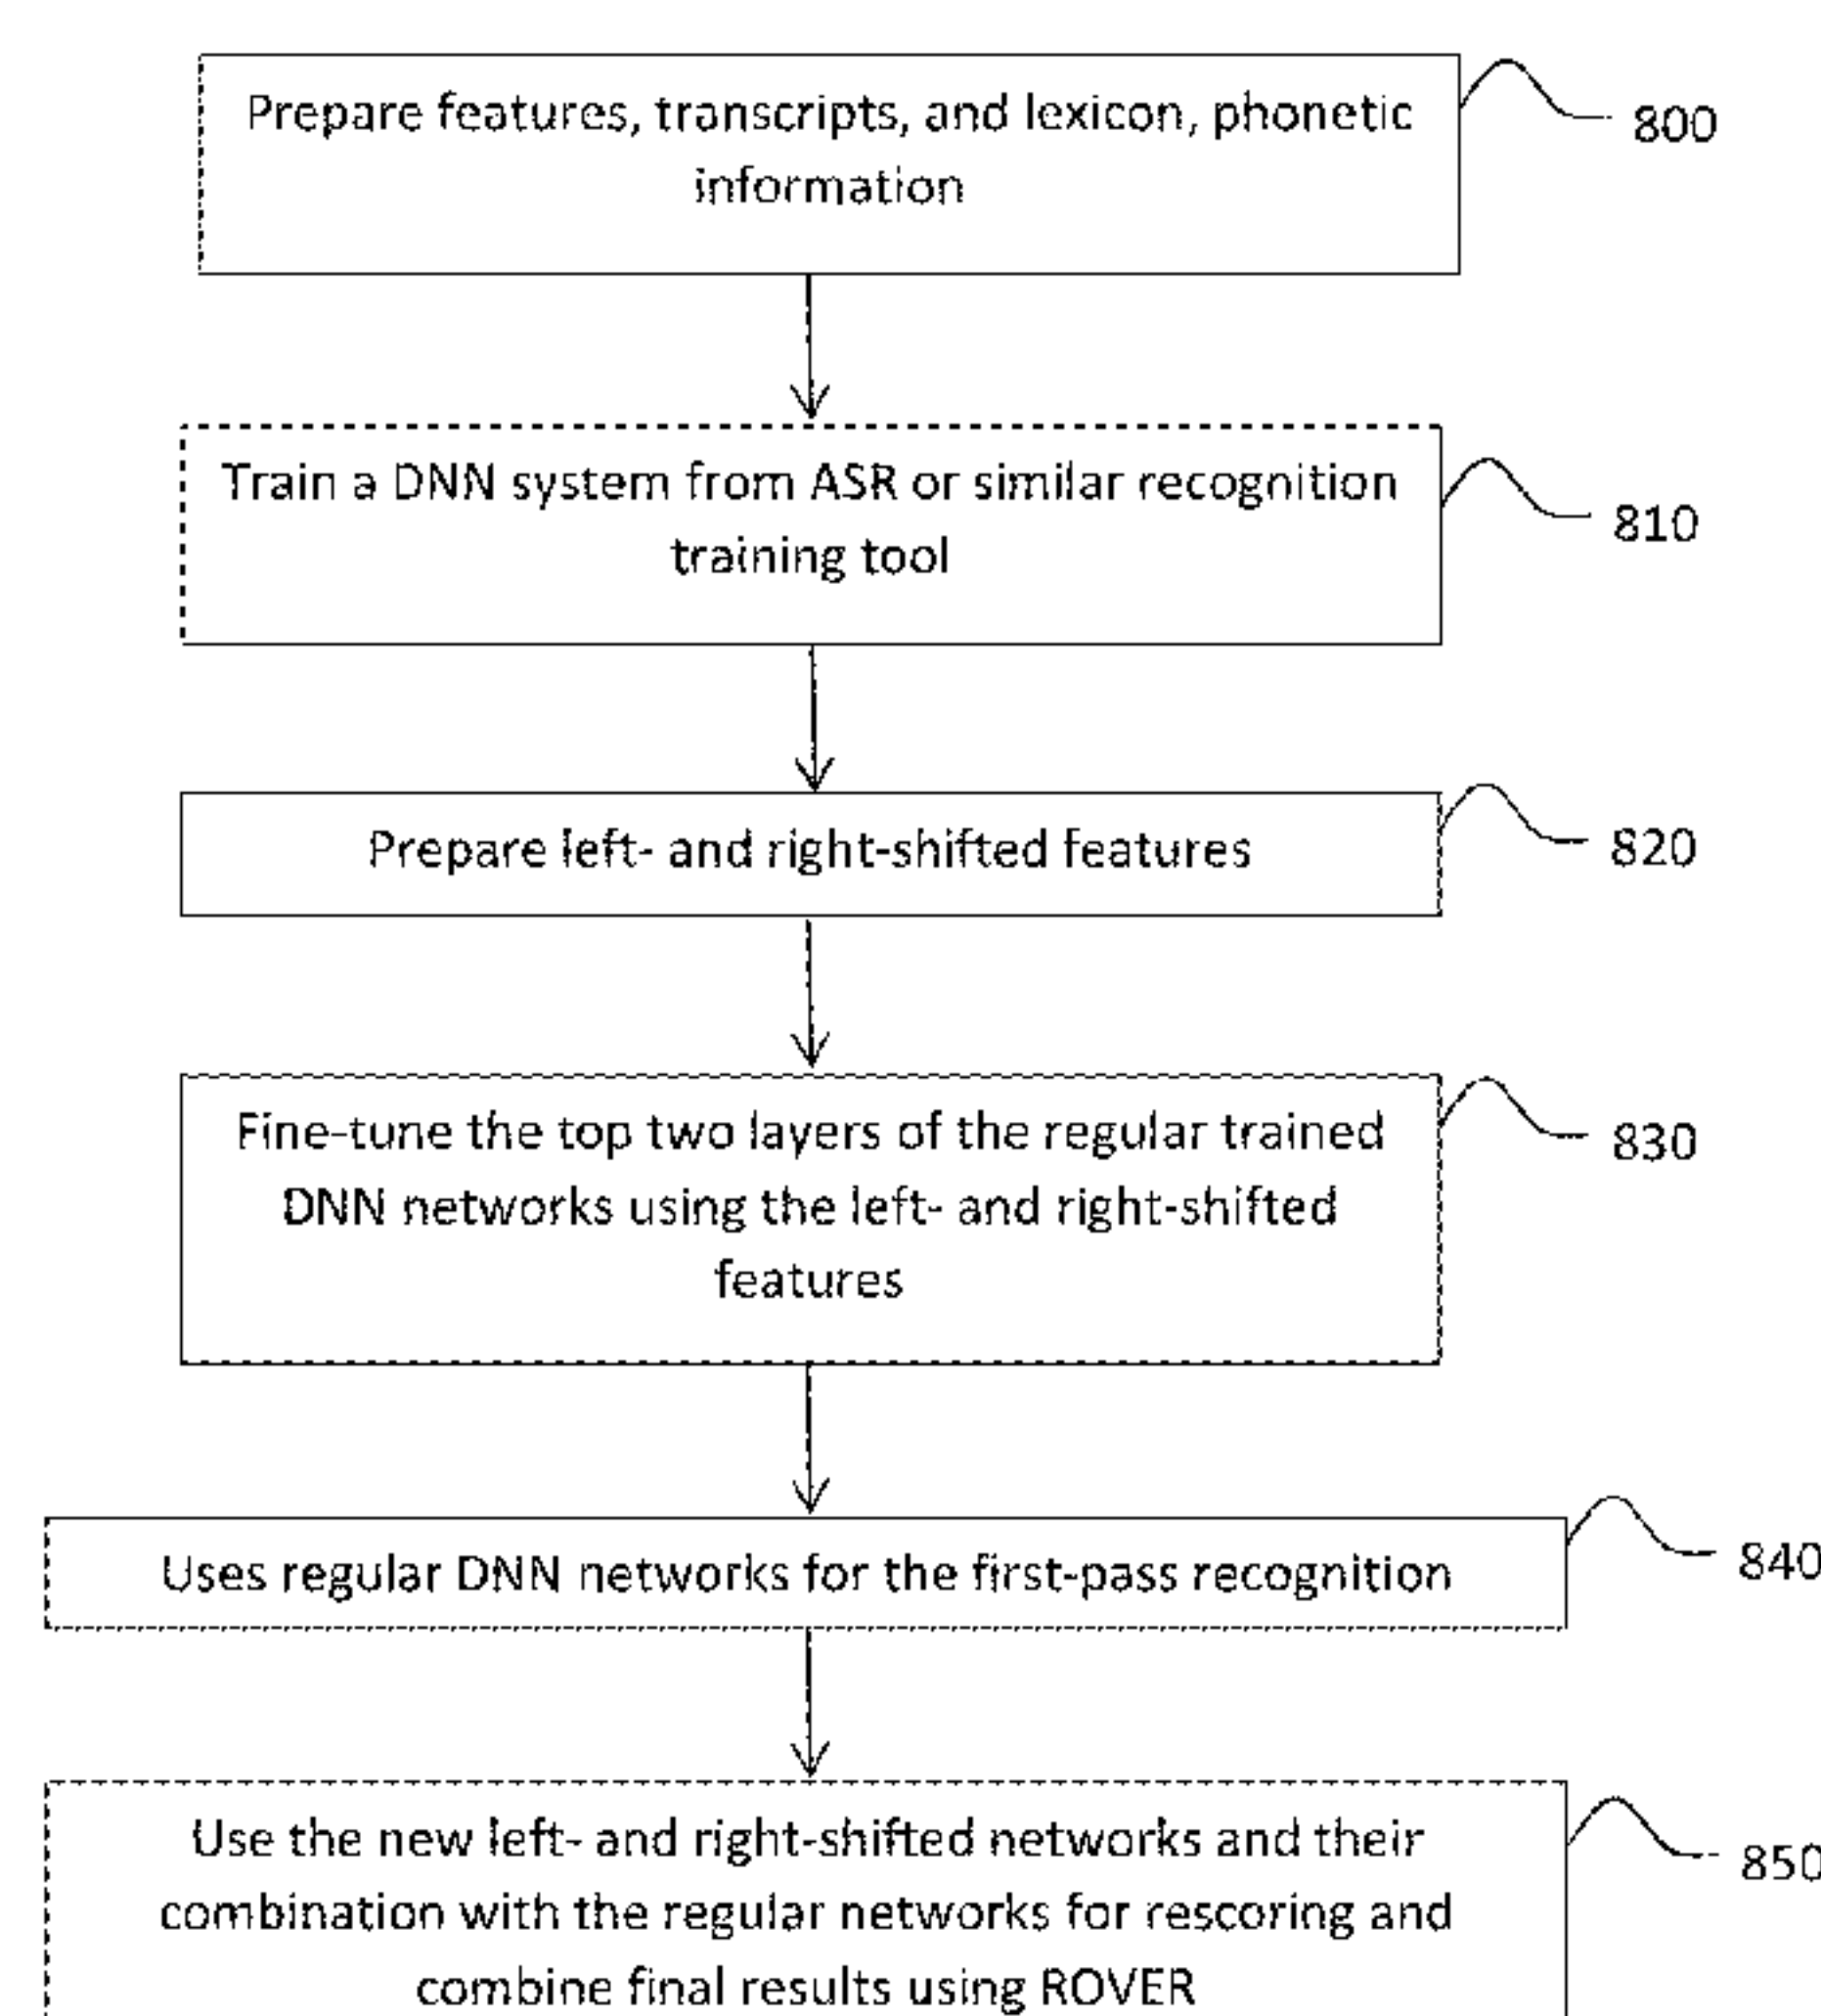 Prepare features, transcripts, and lexicon, phonetic
information
800
Train a DNN system from ASR or similar recognition
training tool
810
Prepare left- and right-shifted features
820
Fine-tune the top two layers of the regular trained
DNN networks using the left- and right-shifted
features
830
Uses regular DNN networks for the first-pass recognition
840
Use the new left- and right-shifted networks and their
combination with the regular networks for rescoring and
combine final results using ROVER
850